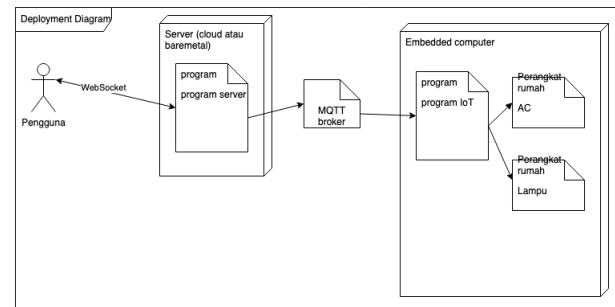 Deployment Diagram
Server (cloud atau
baremetal)
program
program server
WebSocket
Pengguna
MQTT
broker
Embedded computer
program
program IoT
Perangkat
rumah
AC
Perangkat
rumah
Lampu